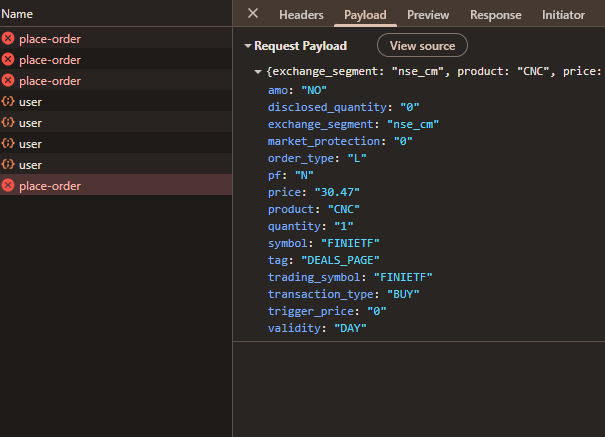 Name
place-order
place-order
place-order
user
user
user
user
place-order
Headers Payload Preview Response Initiator
Request Payload View source
{exchange_segment: "nse_cm", product: "CNC", price:
amo: "NO"
disclosed_quantity: "0"
exchange_segment: "nse_cm"
market_protection: "0"
order_type: "L"
pf: "N"
price: "30.47"
product: "CNC"
quantity: "1"
symbol: "FINIETF"
tag: "DEALS_PAGE"
trading_symbol: "FINIETF"
transaction_type: "BUY"
trigger_price: "0"
validity: "DAY"